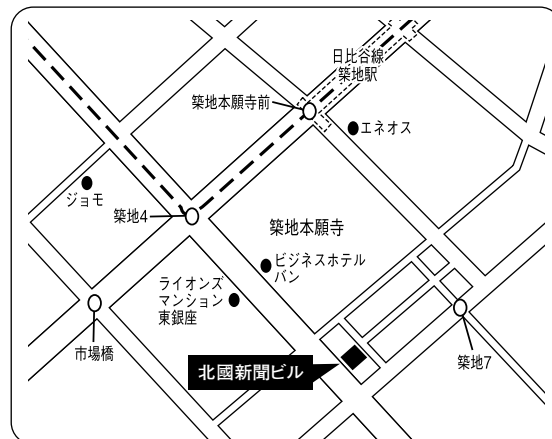 日比谷線
築地駅
築地本願寺前
エネオス
ジョモ
築地4
築地本願寺
ビジネスホテル
バン
ライオンズ
マンション
東銀座
市場橋
北國新聞ビル
築地7